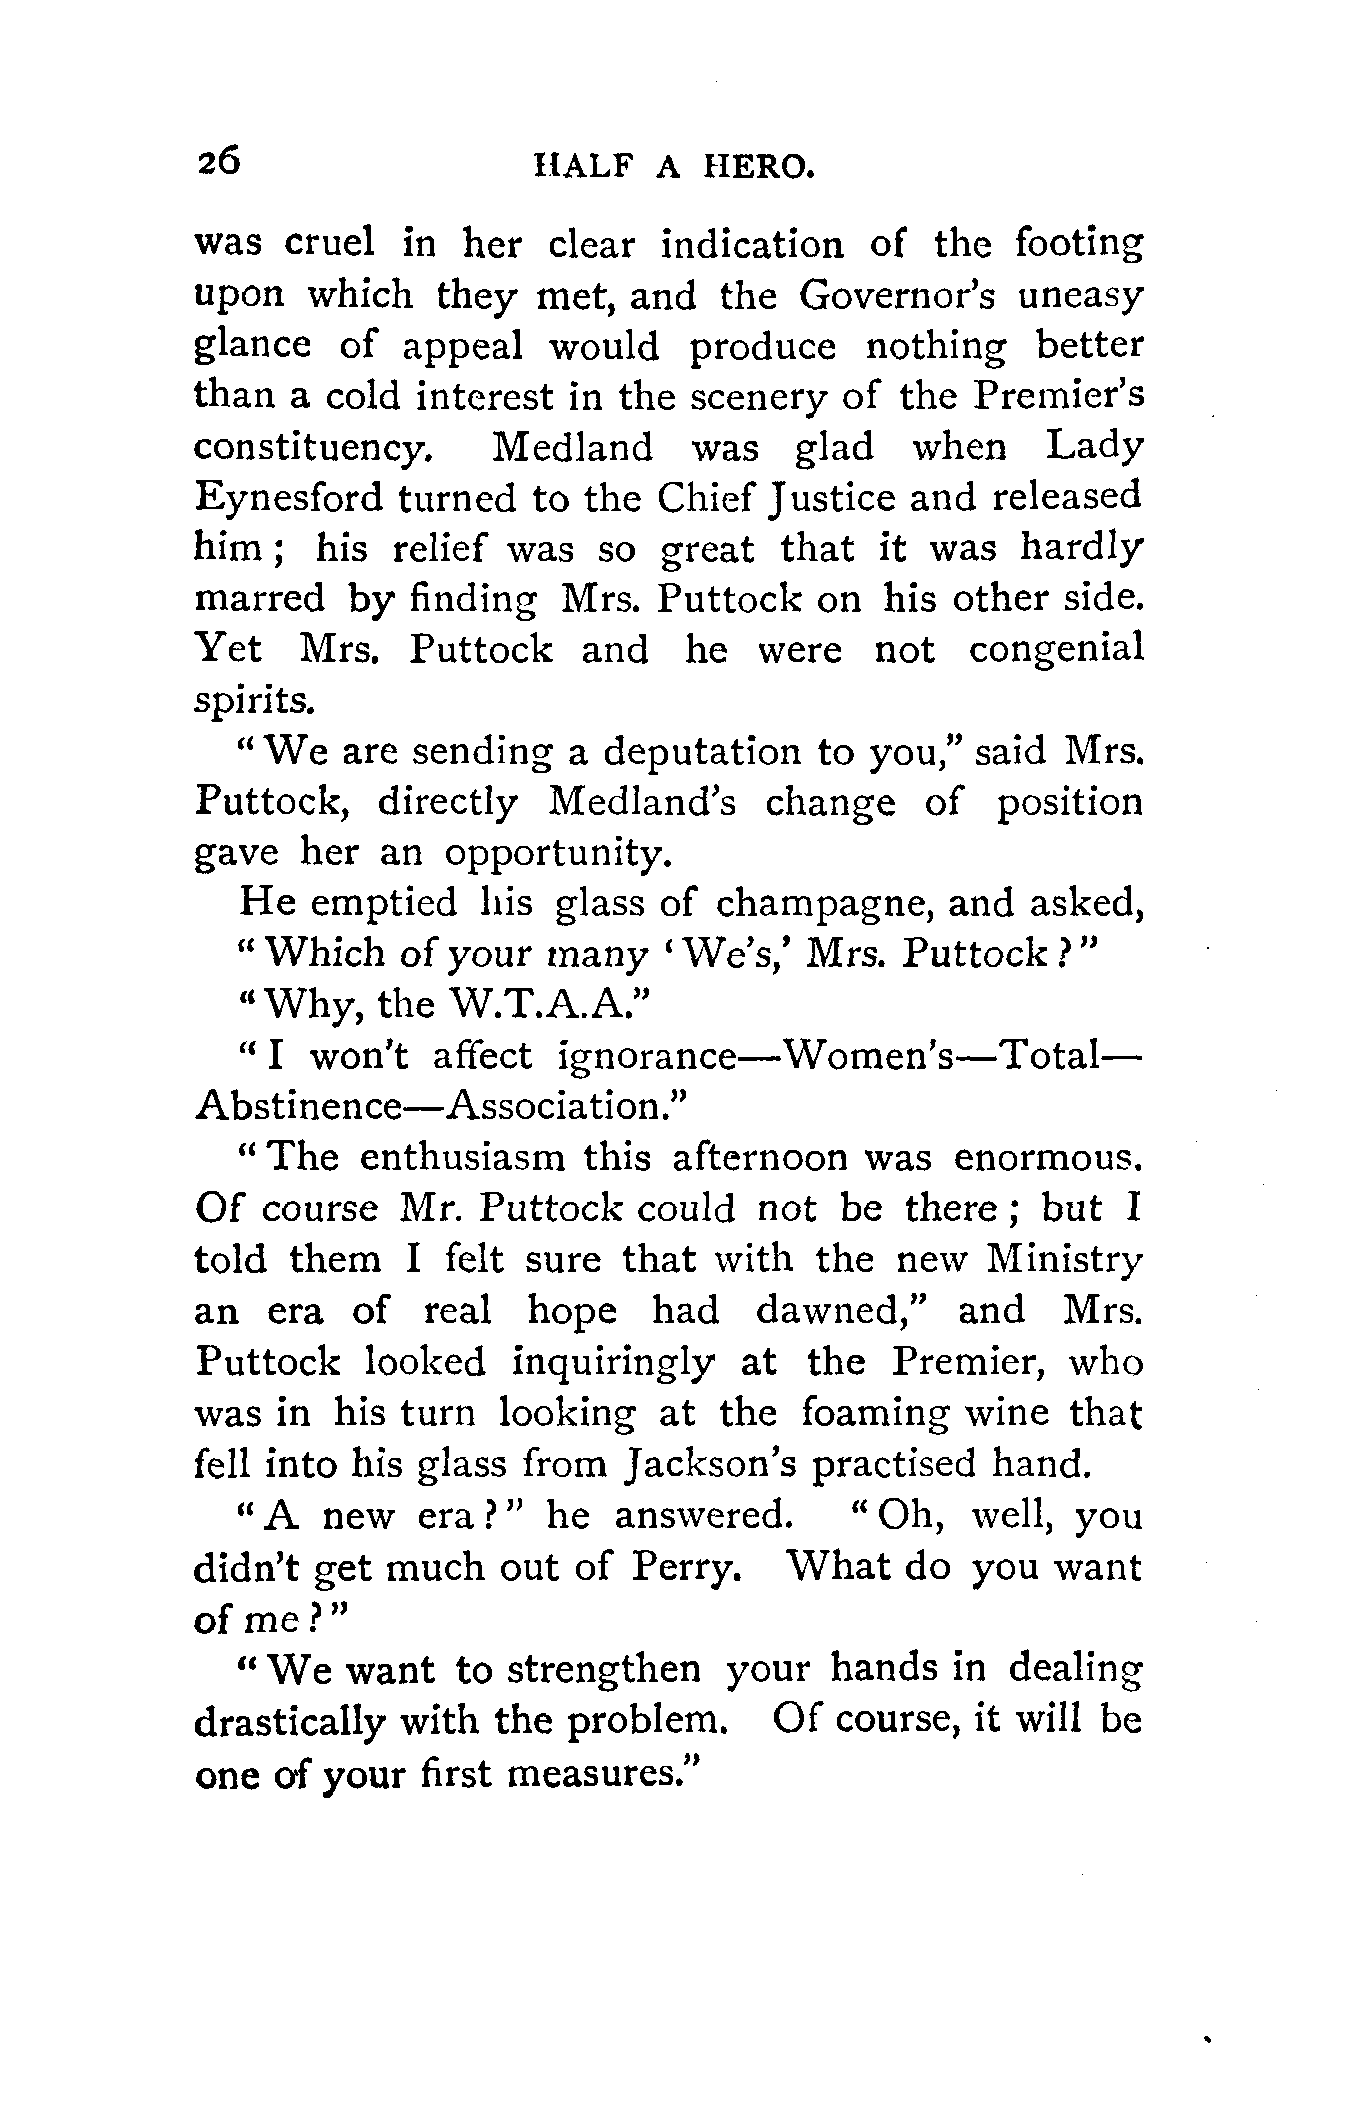 26 HALF A HERO.
was cruel in her clear indication of the footing
upon which they met, and the Governor's uneasy
glance of appeal would produce nothing better
than a cold interest in the scenery of the Premier's
constituency. Medland was glad when Lady
Eynesford turned to the Chief Justice and released
him ; his relief was so great that it was hardly
marred by finding Mrs. Puttock on his other side.
Yet Mrs. Puttock and he were not congenial
spirits.
“ We are sending a deputation to you,” said Mrs.
Puttock, directly Medland's change of position
gave her an opportunity.
He emptied his glass of champagne, and asked,
“ Which of your many ‘ We's,’ Mrs. Puttock ? ”
“ Why, the W.T.A.A.”
“ I won't affect ignorance—Women's—Total—
Abstinence—Association.”
“ The enthusiasm this afternoon was enormous.
Of course Mr. Puttock could not be there ; but I
told them I felt sure that with the new Ministry
an era of real hope had dawned,” and Mrs.
Puttock looked inquiringly at the Premier, who
was in his turn looking at the foaming wine that
fell into his glass from Jackson's practised hand.
“ A new era ? ” he answered. “ Oh, well, you
didn't get much out of Perry. What do you want
of me ? ”
“ We want to strengthen your hands in dealing
drastically with the problem. Of course, it will be
one of your first measures.”